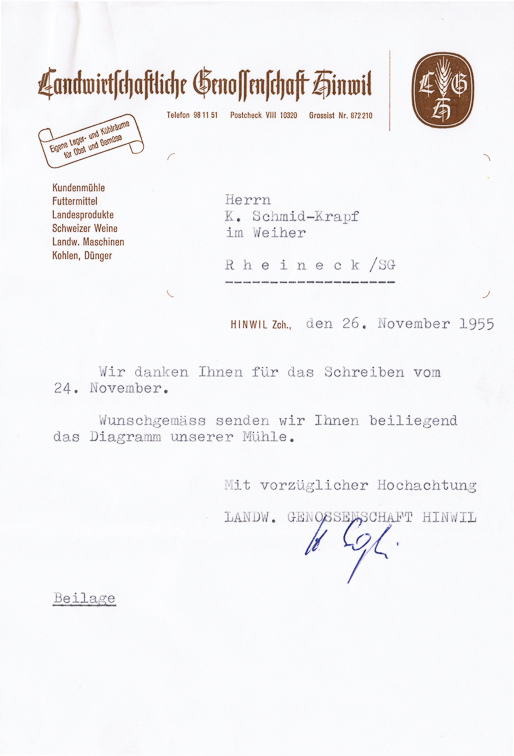 Landwirtschaftliche Genossenschaft Hinwil
L G
H
Telefon 98 11 51 Postcheck VIII 10320 Grossist Nr. 872 210
Eigene Lager- und Kühlräume
für Obst und Gemüse
Kundenmühle
Futtermittel
Landesprodukte
Schweizer Weine
Landw. Maschinen
Kohlen, Dünger
Herrn
K. Schmid-Krapf
im Weiher
R h e i n e c k /SG
HINWIL Zch., den 26. November 1955
Wir danken Ihnen für das Schreiben vom
24. November.
Wunschgemäss senden wir Ihnen beiliegend
das Diagramm unserer Mühle.
Mit vorzüglicher Hochachtung
LANDW. GENOSSENSCHAFT HINWIL
Beilage